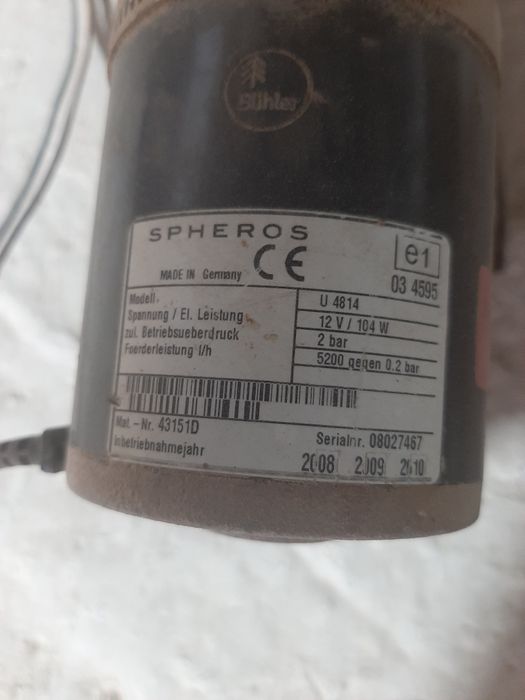 Bühler
SPHEROS
CE
e1
MADE IN Germany
03 4595
Modell
U 4814
Spannung / El. Leistung
12 V / 104 W
zul. Betriebsueberdruck
2 bar
Foerderleistung l/h
5200 gegen 0.2 bar
Mat. -Nr. 43151D
Serialnr. 08027467
Inbetriebnahmejahr
2008 2009 2010